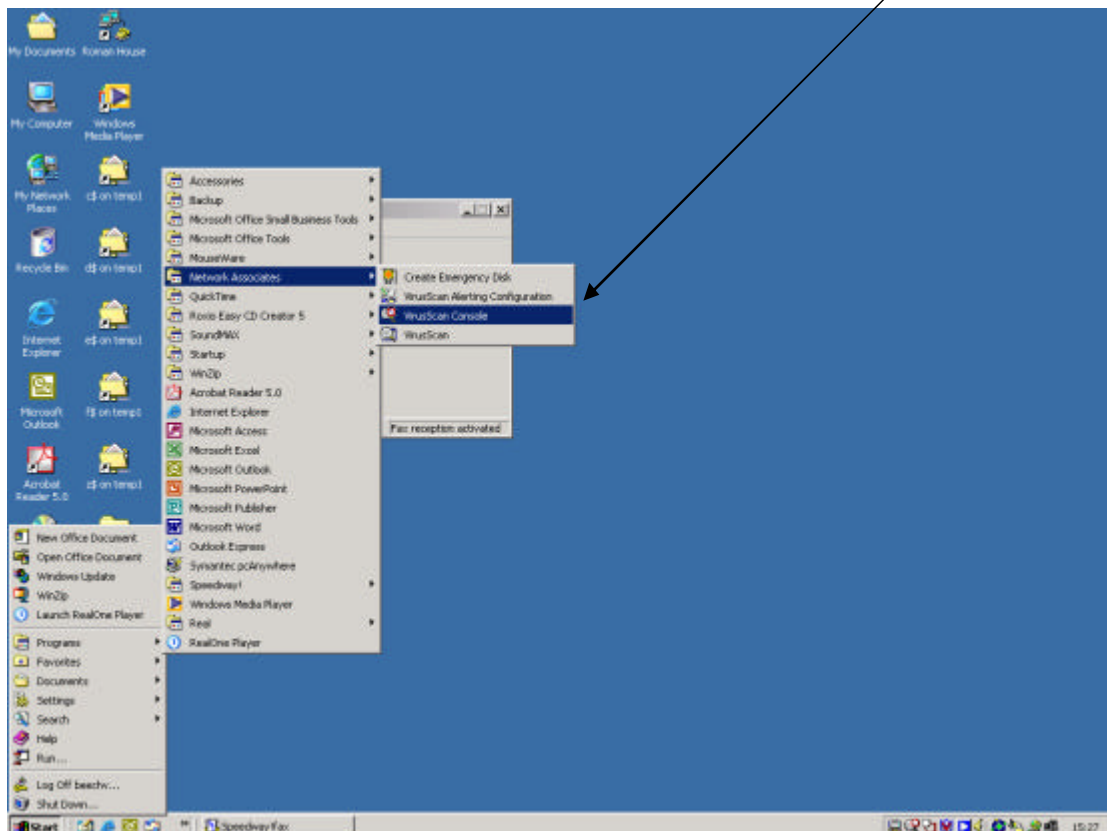 My Documents
Roman House
My Computer
Windows
Media Player
My Network
Places
c$ on temp1
Recycle Bin
d$ on temp1
Internet
Explorer
e$ on temp1
Microsoft
Outlook
f$ on temp1
Acrobat
Reader 5.0
z$ on temp1
New Office Document
Open Office Document
Windows Update
WinZip
Launch RealOne Player
Programs
Favorites
Documents
Settings
Search
Help
Run...
Log Off beechv...
Shut Down...
Accessories
Backup
Microsoft Office Small Business Tools
Microsoft Office Tools
MouseWare
Network Associates
QuickTime
Roxio Easy CD Creator 5
SoundMAX
Startup
WinZip
Acrobat Reader 5.0
Internet Explorer
Microsoft Access
Microsoft Excel
Microsoft Outlook
Microsoft PowerPoint
Microsoft Publisher
Microsoft Word
Outlook Express
Symantec pcAnywhere
Speedway!
Windows Media Player
Real
RealOne Player
Create Emergency Disk
VirusScan Alerting Configuration
VirusScan Console
VirusScan
Fax reception activated
Start
Speedway!Fax
15:27